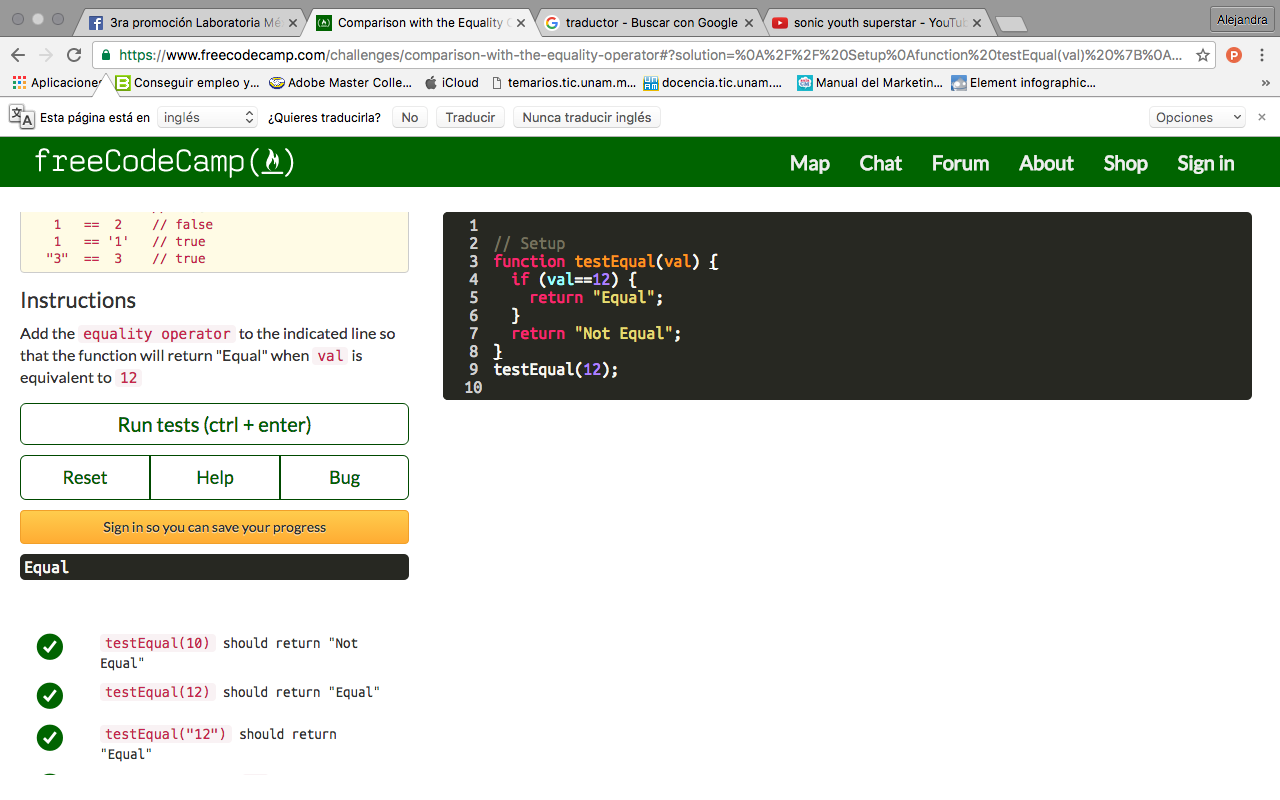 3ra promoción Laboratoria Mé
Comparison with the Equality O
traductor - Buscar con Google
sonic youth superstar - YouTub
Alejandra
https://www.freecodecamp.com/challenges/comparison-with-the-equality-operator#?solution=%0A%2F%2F%20Setup%0Afunction%20testEqual(val)%20%7B%0A...
Aplicaciones
Conseguir empleo y...
Adobe Master Colle...
iCloud
temarios.tic.unam.m...
docencia.tic.unam....
Manual del Marketin...
Element infographic...
»
Esta página está en
inglés
¿Quieres traducirla?
No
Traducir
Nunca traducir inglés
Opciones
freeCodeCamp
Map
Chat
Forum
About
Shop
Sign in
1 == 2 // false
1 == '1' // true
"3" == 3 // true
Instructions
Add the equality operator to the indicated line so
that the function will return "Equal" when val is
equivalent to 12
Run tests (ctrl + enter)
Reset
Help
Bug
Sign in so you can save your progress
Equal
testEqual(10) should return "Not
Equal"
testEqual(12) should return "Equal"
testEqual("12") should return
"Equal"
1
2 // Setup
3 function testEqual(val) {
4 if (val==12) {
5 return "Equal";
6 }
7 return "Not Equal";
8 }
9 testEqual(12);
10